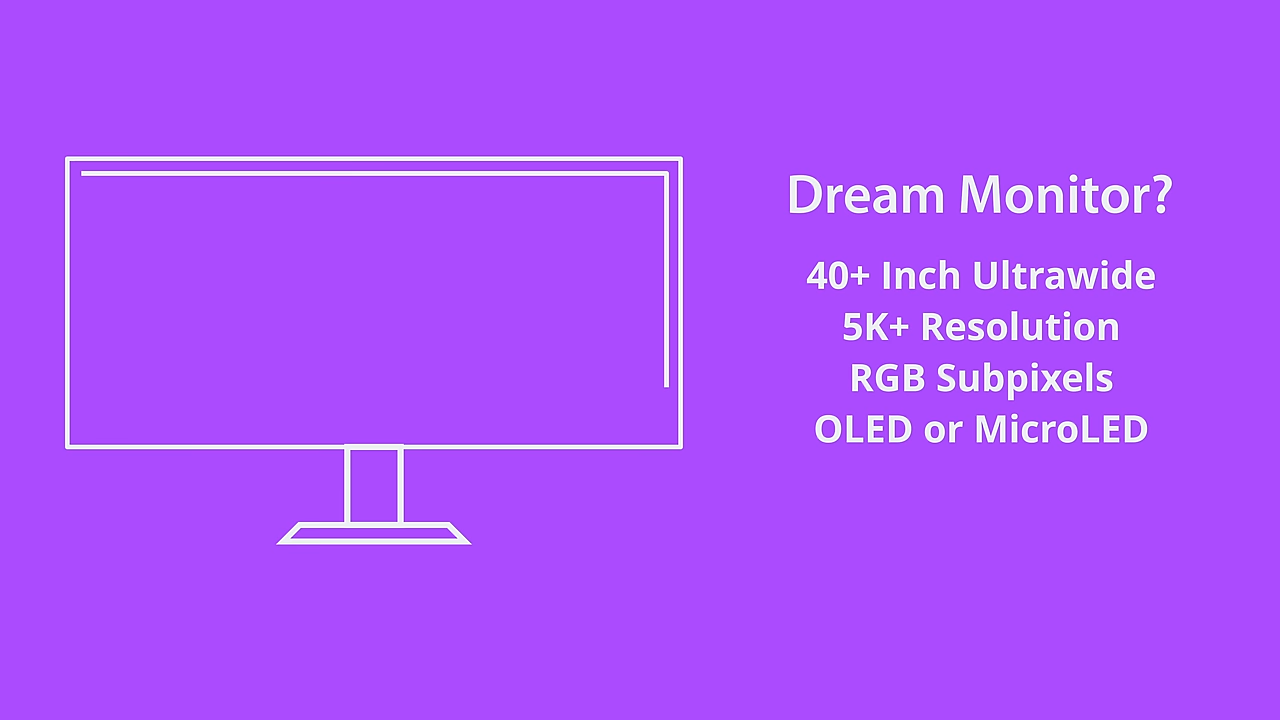 Dream Monitor?
40+ Inch Ultrawide
5K+ Resolution
RGB Subpixels
OLED or MicroLED